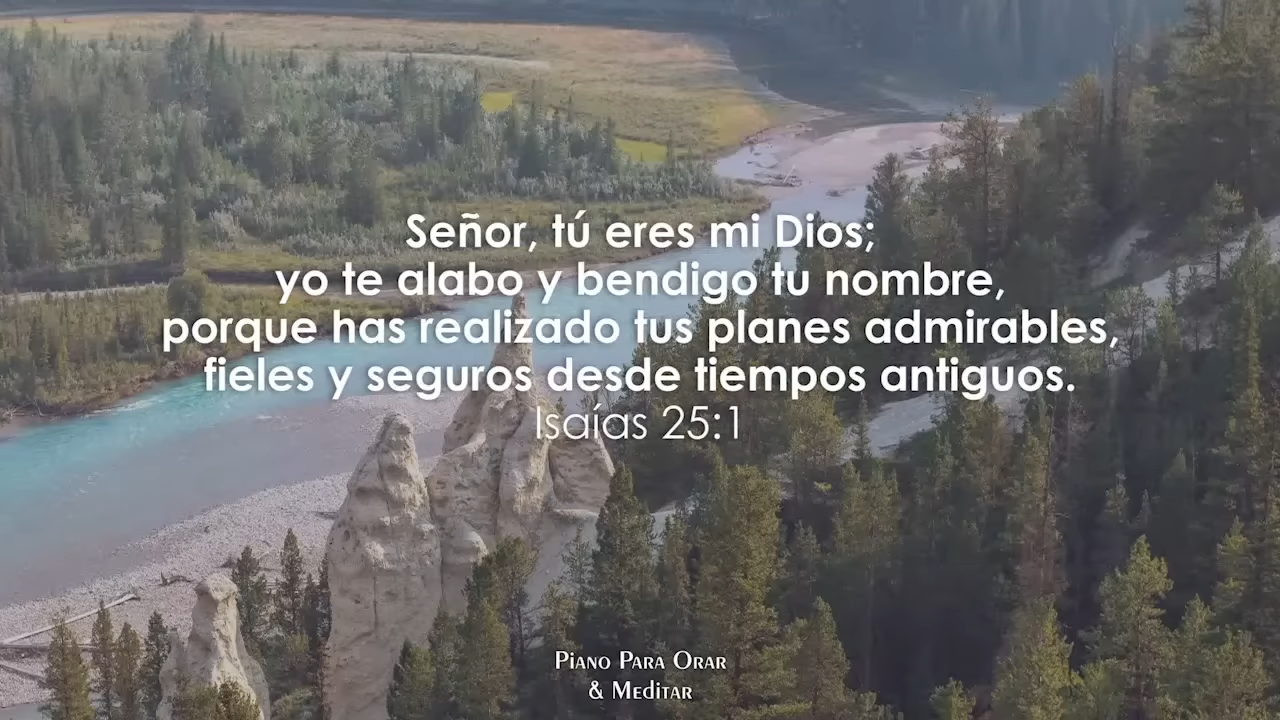 Señor, tú eres mi Dios;
yo te alabo y bendigo tu nombre,
porque has realizado tus planes admirables,
fieles y seguros desde tiempos antiguos.
Isaías 25:1
Piano Para Orar
& Meditar